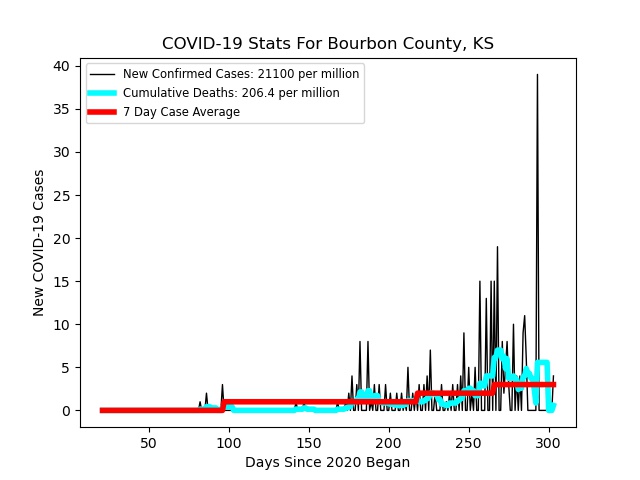 COVID-19 Stats For Bourbon County, KS
New Confirmed Cases: 21100 per million
Cumulative Deaths: 206.4 per million
7 Day Case Average
New COVID-19 Cases
40
35
30
25
20
15
10
5
0
50 100 150 200 250 300
Days Since 2020 Began